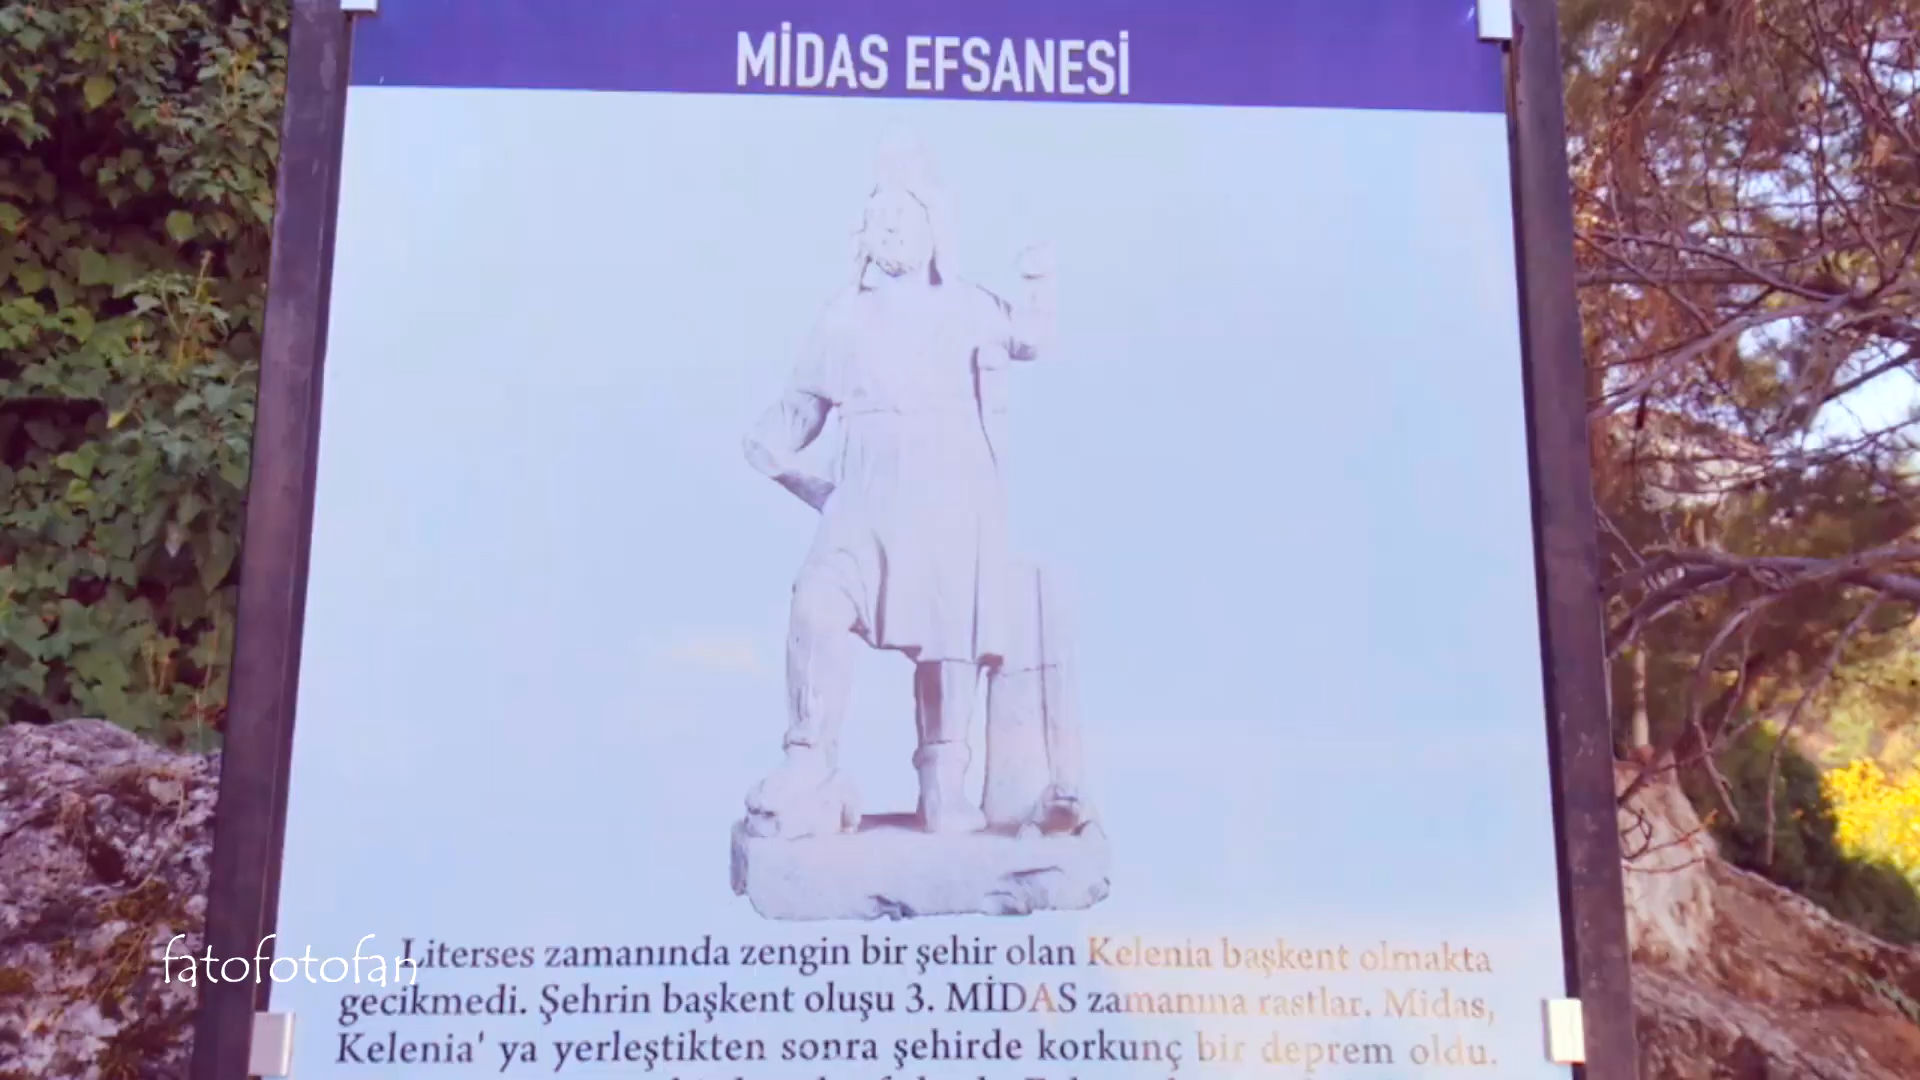 MİDAS EFSANESİ
Literses zamanında zengin bir şehir olan Kelenia başkent olmakta
gecikmedi. Şehrin başkent oluşu 3. MİDAS zamanına rastlar. Midas,
Kelenia' ya yerleştikten sonra şehirde korkunç bir deprem oldu.
fatofotofan